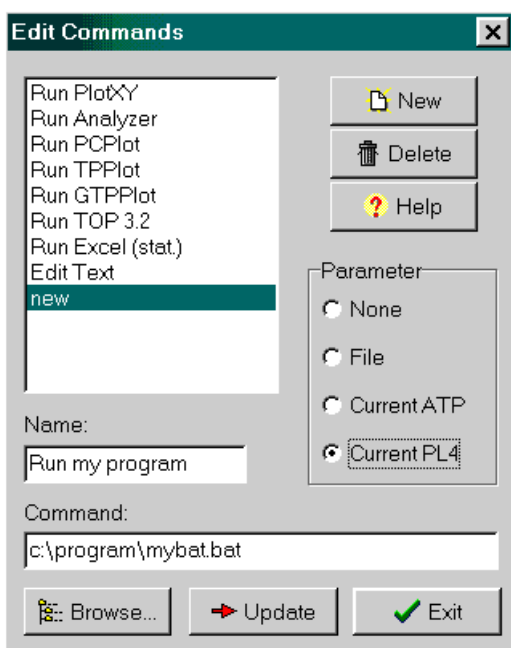 Edit Commands
Run PlotXY
Run Analyzer
Run PCPlot
Run TPPlot
Run GTPPlot
Run TOP 3.2
Run Excel (stat.)
Edit Text
new
New
Delete
Help
Parameter
None
File
Current ATP
Current PL4
Name:
Run my program
Command:
c:\program\mybat.bat
Browse...
Update
Exit